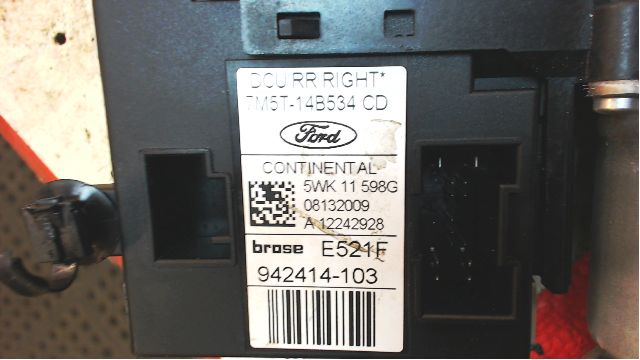 DCU RR RIGHT*
7M5T-14B534 CD
Ford
CONTINENTAL
5WK 11 598G
08132009
A 12242928
brose E521F
942414-103